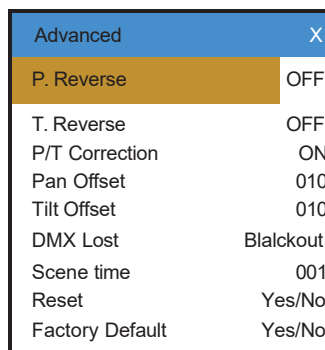 Advanced X
P. Reverse OFF
T. Reverse OFF
P/T Correction ON
Pan Offset 010
Tilt Offset 010
DMX Lost Blalckout
Scene time 001
Reset Yes/No
Factory Default Yes/No